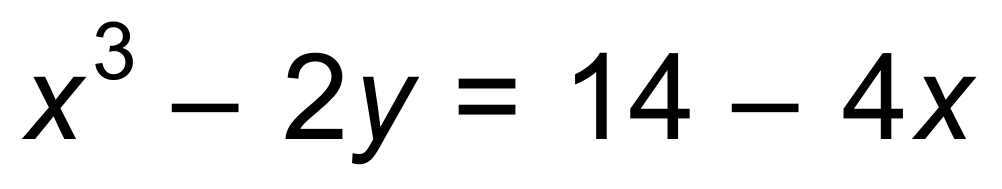 x³ − 2y = 14 − 4x